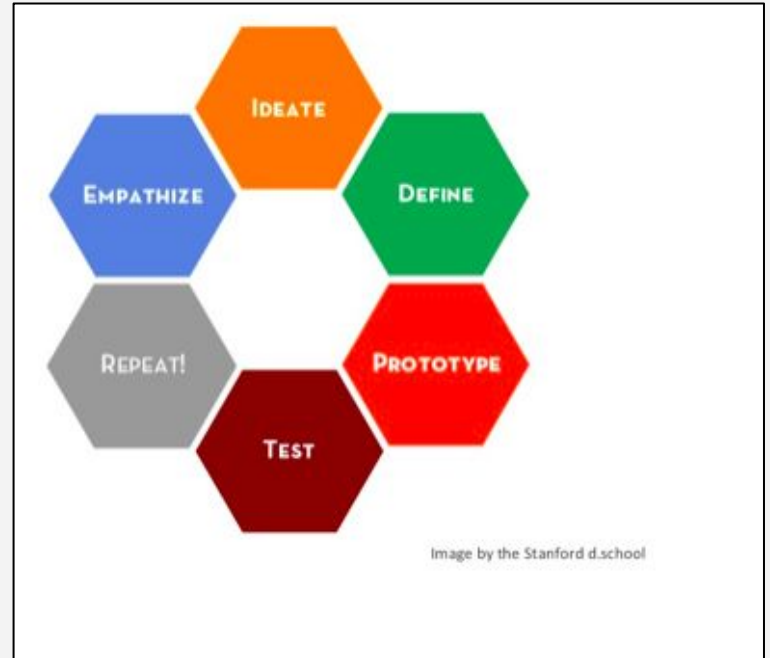 IDEATE
EMPATHIZE
DEFINE
REPEAT!
PROTOTYPE
TEST
Image by the Stanford d.school